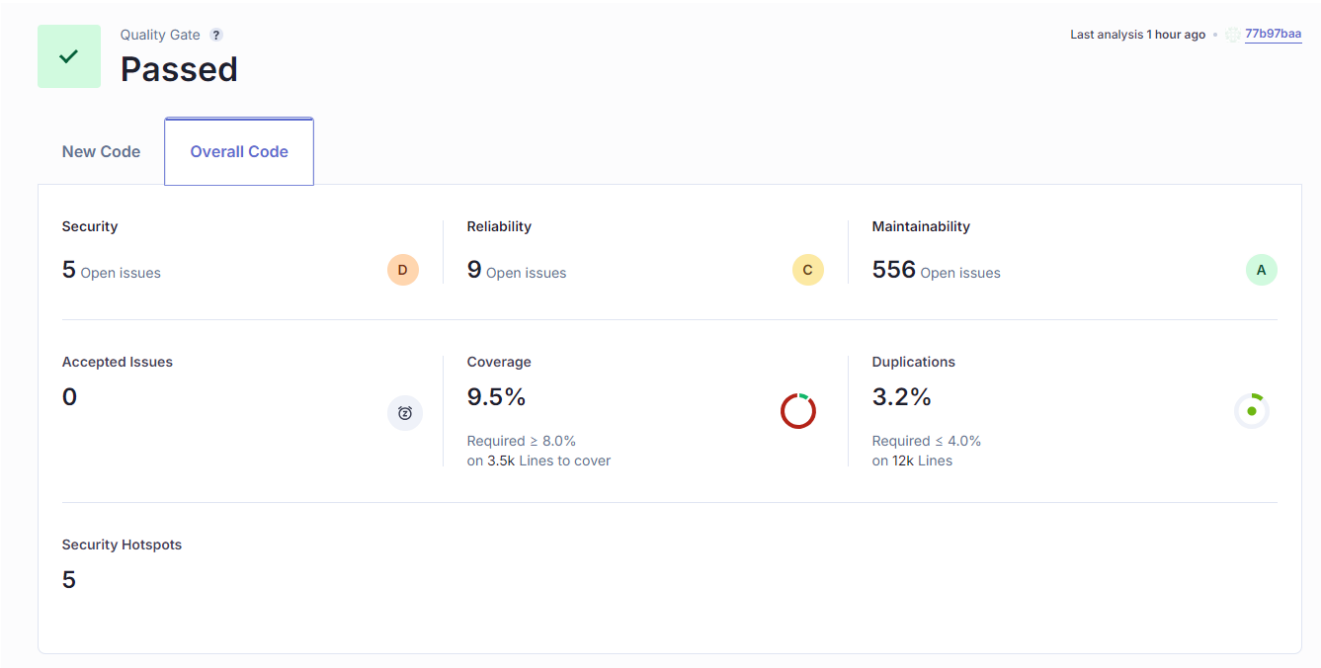 Quality Gate ?
Passed
Last analysis 1 hour ago • 77b97baa
New Code
Overall Code
Security
5 Open issues
D
Reliability
9 Open issues
C
Maintainability
556 Open issues
A
Accepted Issues
0
Coverage
9.5%
Required ≥ 8.0%
on 3.5k Lines to cover
Duplications
3.2%
Required ≤ 4.0%
on 12k Lines
Security Hotspots
5